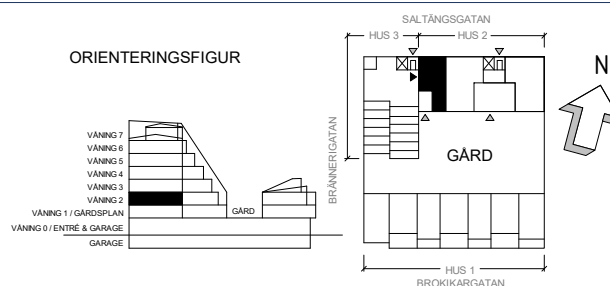 ORIENTERINGSFIGUR
VÅNING 7
VÅNING 6
VÅNING 5
VÅNING 4
VÅNING 3
VÅNING 2
VÅNING 1 / GÅRDSPLAN
GÅRD
VÅNING 0 / ENTRÉ & GARAGE
GARAGE
SALTÄNGSGATAN
HUS 3
HUS 2
BRÄNNERIGATAN
GÅRD
HUS 1
BROKIKARGATAN
N